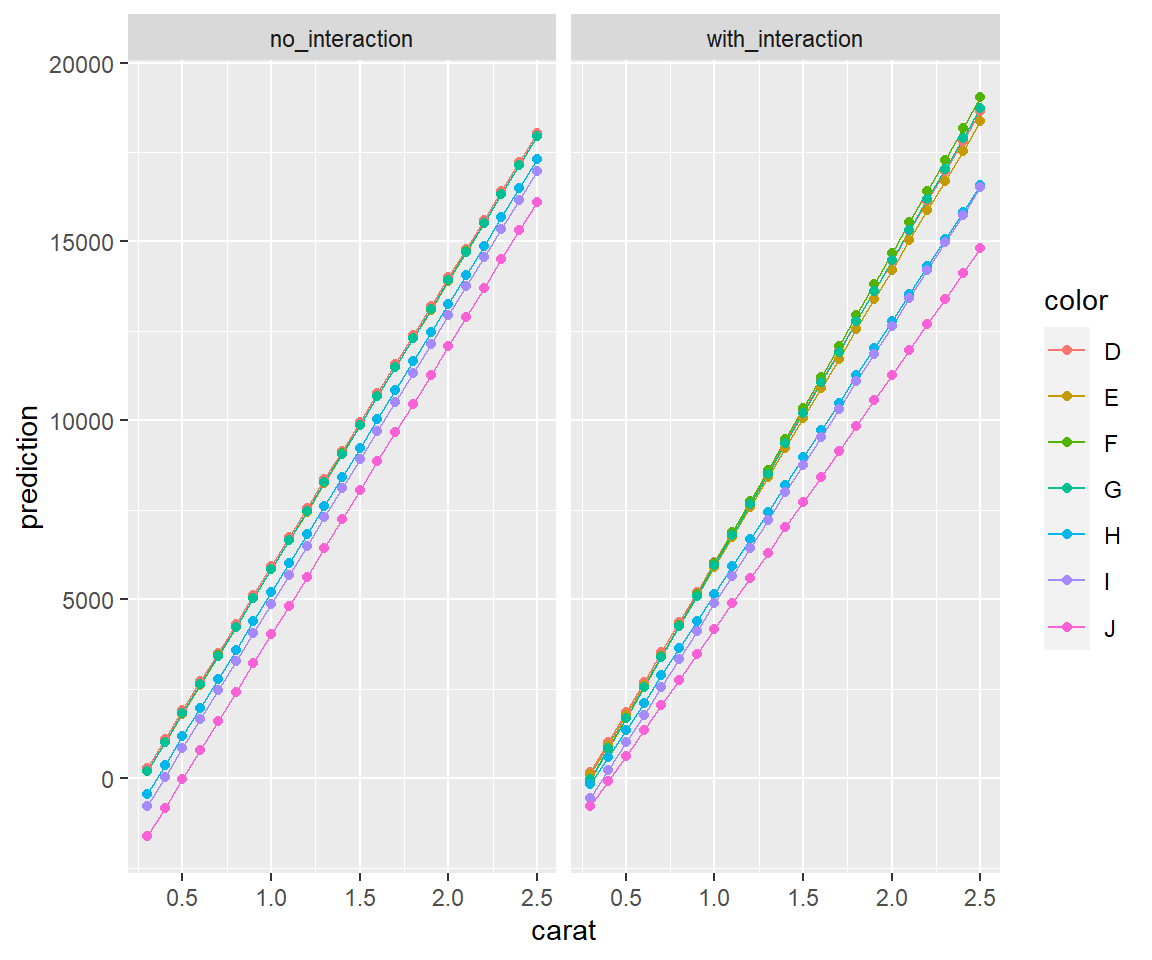 no_interaction with_interaction
20000
15000
10000
5000
0
prediction
0.5 1.0 1.5 2.0 2.5 0.5 1.0 1.5 2.0 2.5
carat
color
D
E
F
G
H
I
J